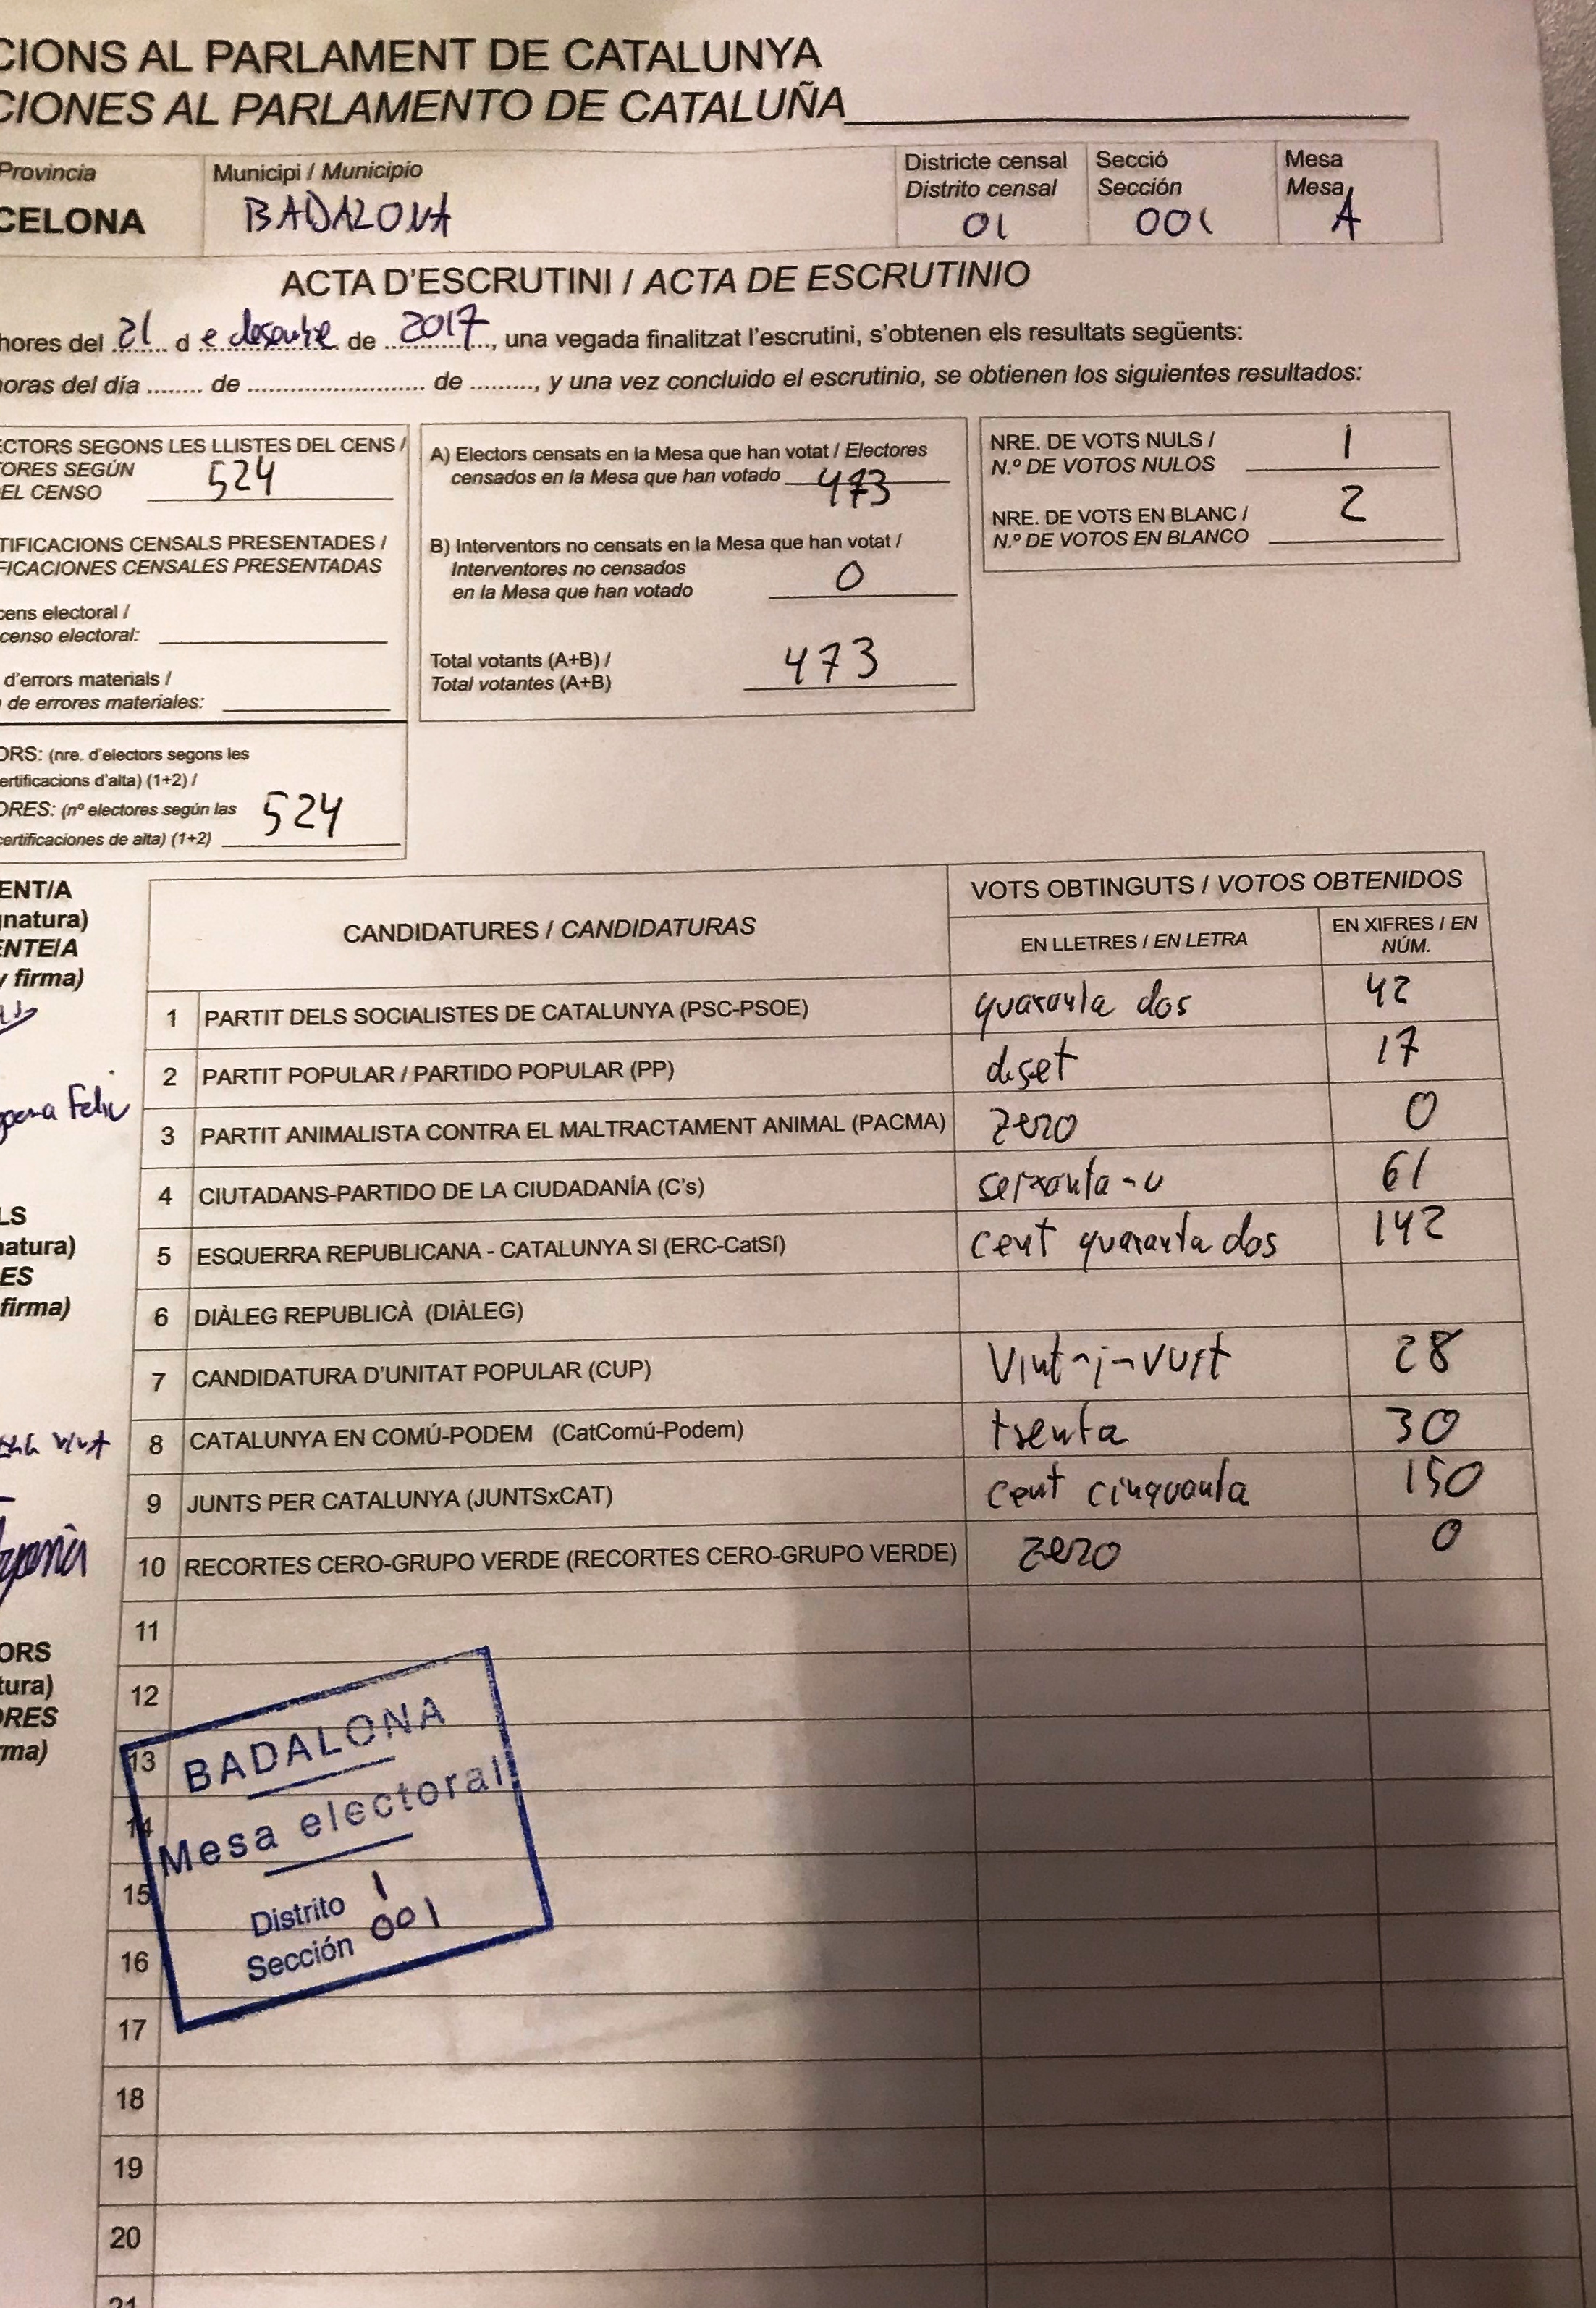 CIONS AL PARLAMENT DE CATALUNYA
CIONES AL PARLAMENTO DE CATALUÑA
Provincia
CELONA
Municipi / Municipio
BADALONA
Districte censal
Distrito censal
01
Secció
Sección
001
Mesa
Mesa
A
ACTA D'ESCRUTINI / ACTA DE ESCRUTINIO
hores del 21 de de 2017, una vegada finalitzat l'escrutini, s'obtenen els resultats següents:
horas del día ........ de ........................ de ........., y una vez concluido el escrutinio, se obtienen los siguientes resultados:
ECTORS SEGONS LES LLISTES DEL CENS /
TORES SEGÚN
EL CENSO
524
TIFICACIONS CENSALS PRESENTADES /
FICACIONES CENSALES PRESENTADAS
cens electoral /
censo electoral:
d'errors materials /
de errores materiales:
ORS: (nre. d'electors segons les
ertificacions d'alta) (1+2) /
ORES: (nº electores según las
ertificaciones de alta) (1+2)
524
A) Electors censats en la Mesa que han votat / Electores
censados en la Mesa que han votado
473
B) Interventors no censats en la Mesa que han votat /
Interventores no censados
en la Mesa que han votado
0
Total votants (A+B) /
Total votantes (A+B)
473
NRE. DE VOTS NULS /
N.º DE VOTOS NULOS
1
NRE. DE VOTS EN BLANC /
N.º DE VOTOS EN BLANCO
2
CANDIDATURES / CANDIDATURAS
VOTS OBTINGUTS / VOTOS OBTENIDOS
EN LLETRES / EN LETRA
EN XIFRES / EN
NÚM.
1 PARTIT DELS SOCIALISTES DE CATALUNYA (PSC-PSOE) quaranta dos 42
2 PARTIT POPULAR / PARTIDO POPULAR (PP) disset 17
3 PARTIT ANIMALISTA CONTRA EL MALTRACTAMENT ANIMAL (PACMA) zero 0
4 CIUTADANS-PARTIDO DE LA CIUDADANÍA (C's) seixanta-u 61
5 ESQUERRA REPUBLICANA - CATALUNYA SÍ (ERC-CatSÍ) cent quaranta dos 142
6 DIÀLEG REPUBLICÀ (DIÀLEG)
7 CANDIDATURA D'UNITAT POPULAR (CUP) Vint-i-vuit 28
8 CATALUNYA EN COMÚ-PODEM (CatComú-Podem) trenta 30
9 JUNTS PER CATALUNYA (JUNTSxCAT) cent cinquanta 150
10 RECORTES CERO-GRUPO VERDE (RECORTES CERO-GRUPO VERDE) zero 0
11
12
13
14
15
16
17
18
19
20
21
BADALONA
Mesa electoral
Distrito 1
Sección 001
ENT/A
gnatura)
ENTE/A
y firma)
LS
natura)
ES
firma)
ORS
tura)
ORES
rma)